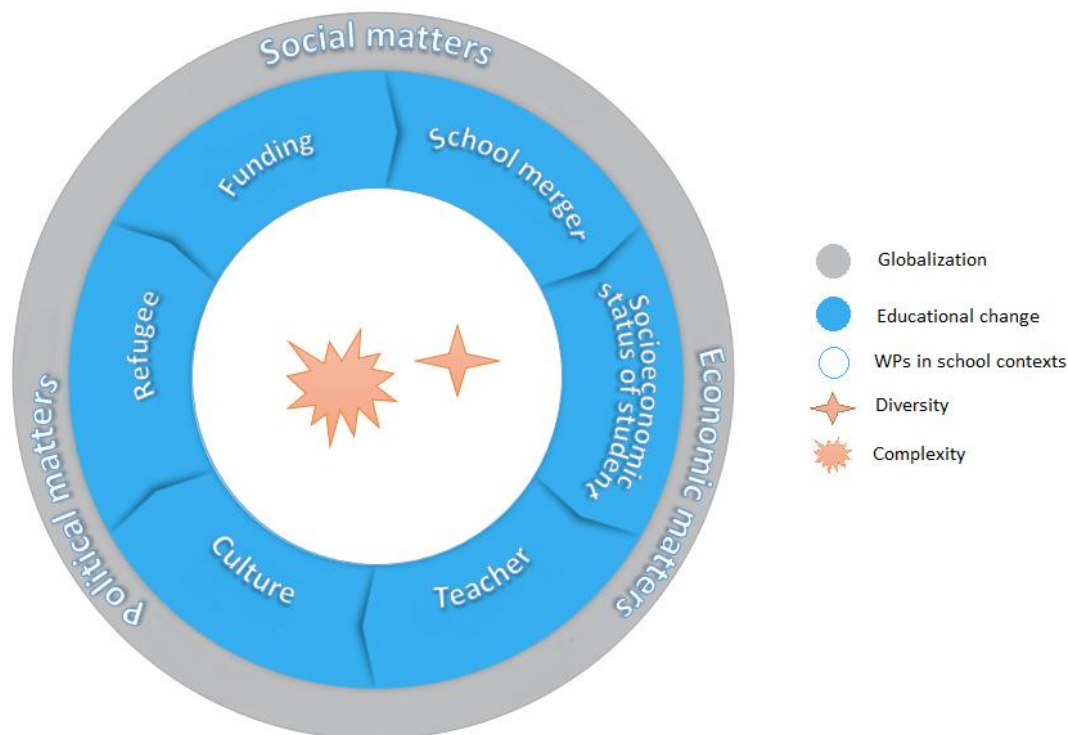 Social matters
Funding
School merger
Refugee
Socioeconomic
status of student
Political matters
Economic matters
Culture
Teacher
Globalization
Educational change
WPs in school contexts
Diversity
Complexity